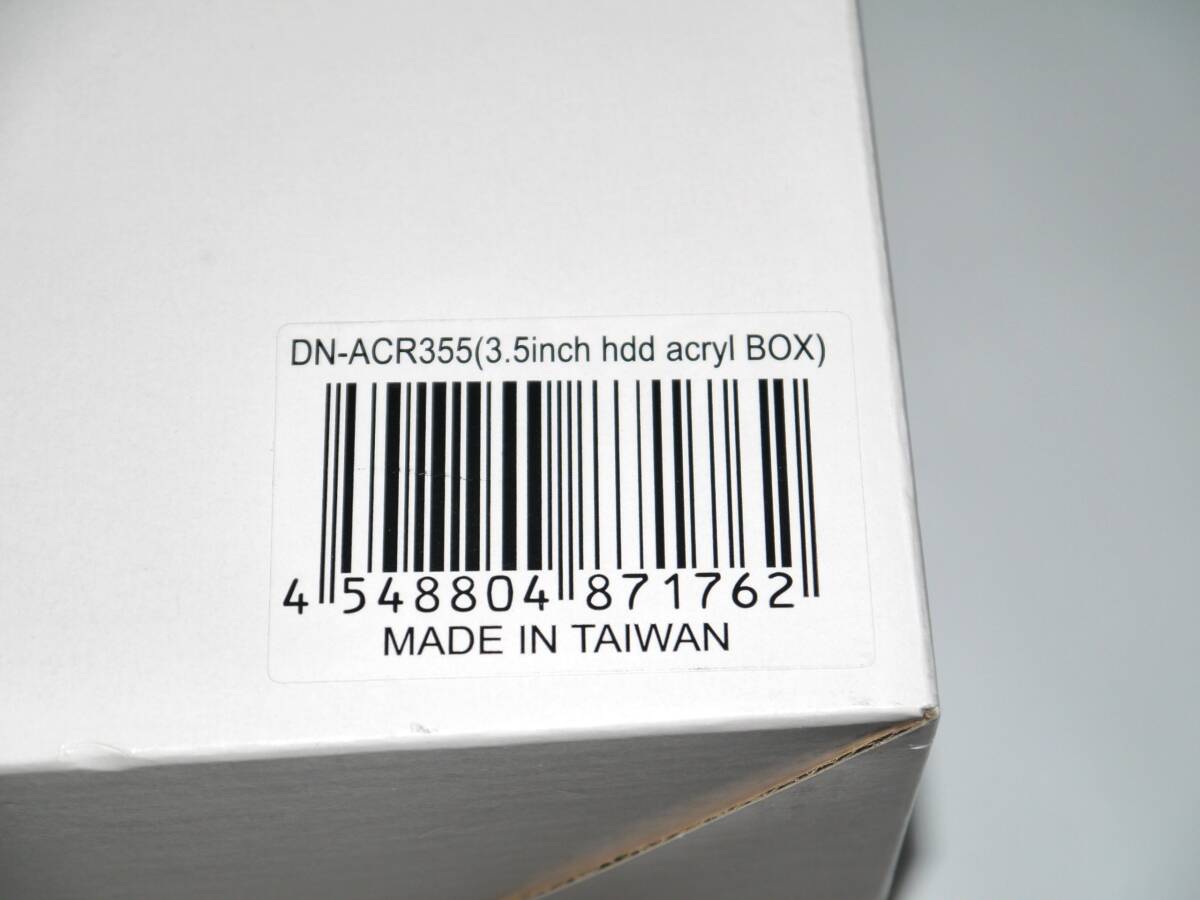 DN-ACR355(3.5inch hdd acryl BOX)
4 548804 871762
MADE IN TAIWAN